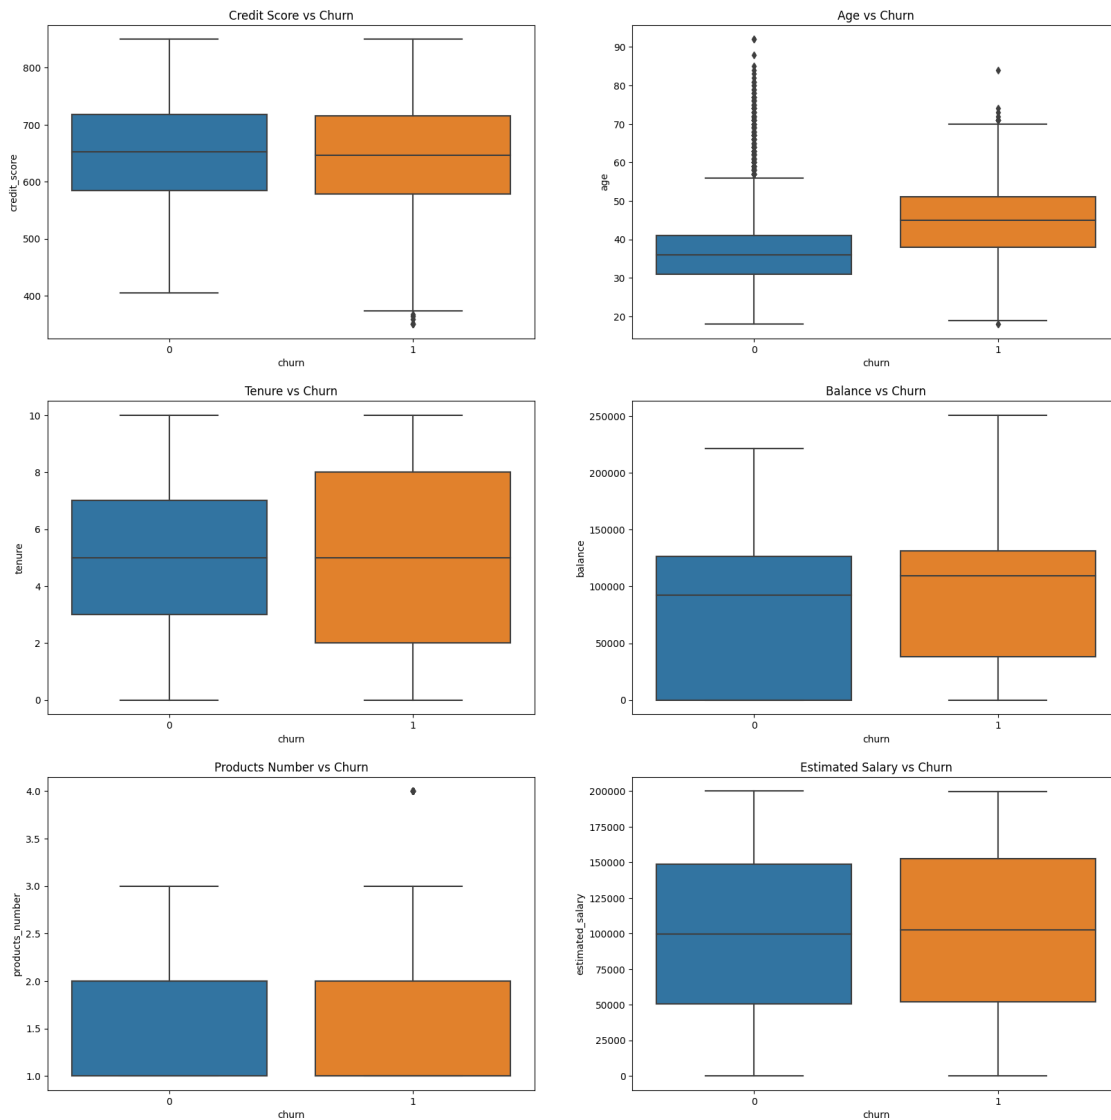 Credit Score vs Churn
800
700
600
500
400
credit_score
0
1
churn
Age vs Churn
90
80
70
60
50
40
30
20
age
0
1
churn
Tenure vs Churn
10
8
6
4
2
0
tenure
0
1
churn
Balance vs Churn
250000
200000
150000
100000
50000
0
balance
0
1
churn
Products Number vs Churn
4.0
3.5
3.0
2.5
2.0
1.5
1.0
products_number
0
1
churn
Estimated Salary vs Churn
200000
175000
150000
125000
100000
75000
50000
25000
0
estimated_salary
0
1
churn